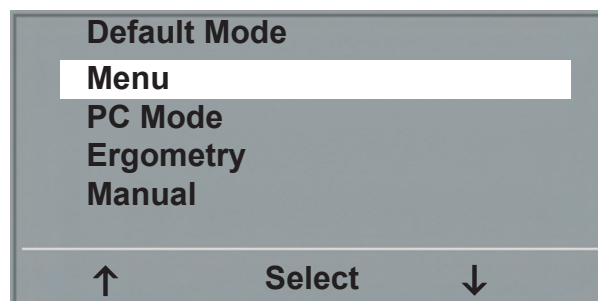 Default Mode
Menu
PC Mode
Ergometry
Manual
↑ Select ↓